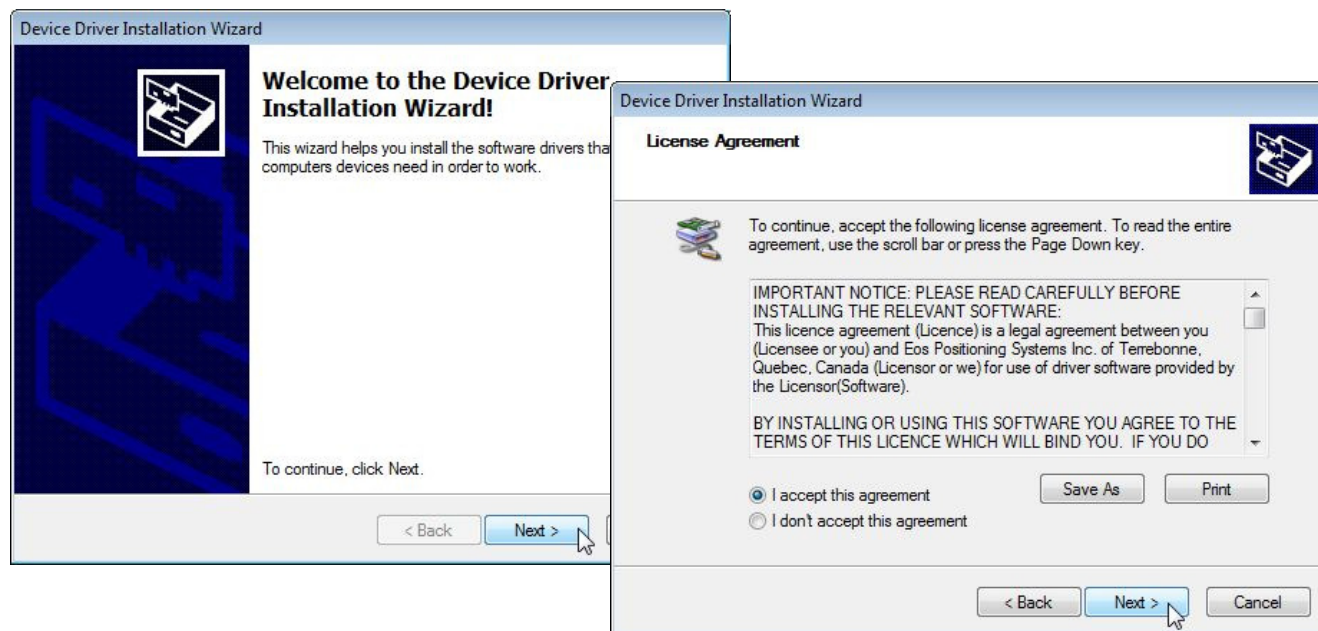 Device Driver Installation Wizard
Welcome to the Device Driver
Installation Wizard!
This wizard helps you install the software drivers
computers devices need in order to work.
To continue, click Next.
< Back
Next >
Device Driver Installation Wizard
License Agreement
To continue, accept the following license agreement. To read the entire
agreement, use the scroll bar or press the Page Down key.
IMPORTANT NOTICE: PLEASE READ CAREFULLY BEFORE
INSTALLING THE RELEVANT SOFTWARE:
This licence agreement (Licence) is a legal agreement between you
(Licensee or you) and Eos Positioning Systems Inc. of Terrebonne,
Quebec, Canada (Licensor or we) for use of driver software provided by
the Licensor(Software).
BY INSTALLING OR USING THIS SOFTWARE YOU AGREE TO THE
TERMS OF THIS LICENCE WHICH WILL BIND YOU. IF YOU DO
I accept this agreement
Save As
Print
I don't accept this agreement
< Back
Next >
Cancel